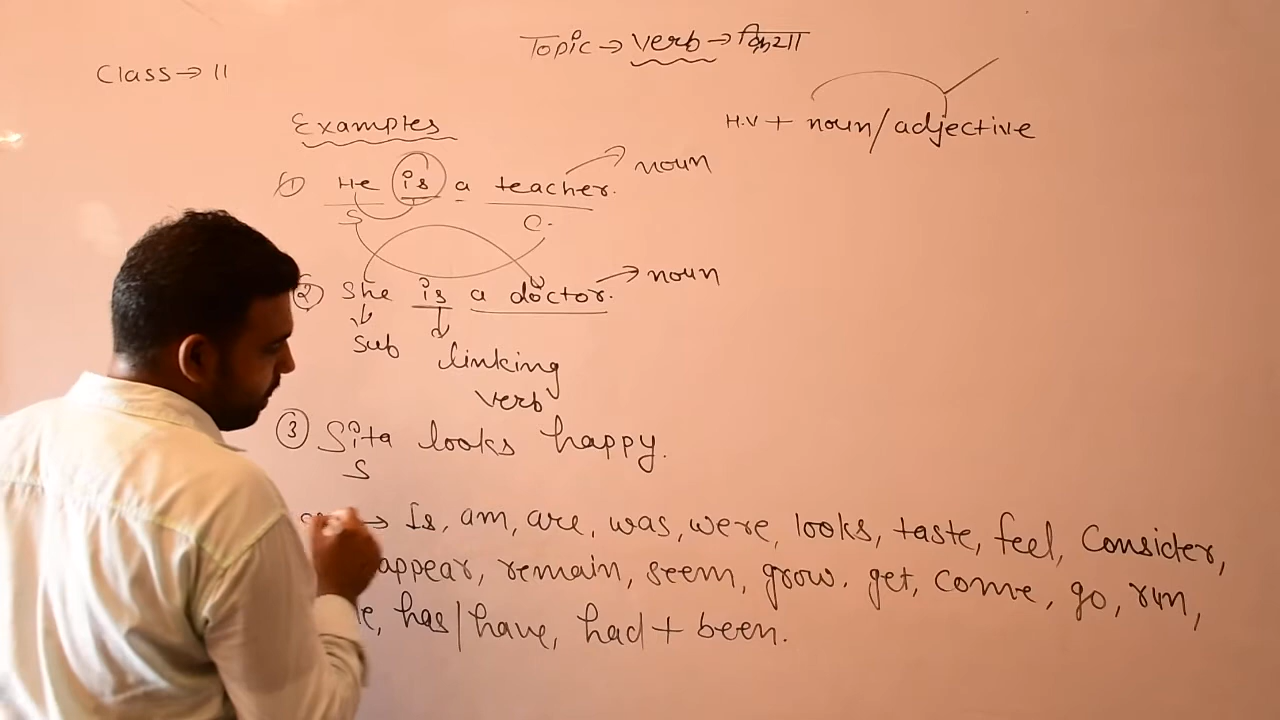 Topic → verb → क्रिया
Class → 11
Examples
H.V + noun/adjective
① He is a teacher. → noun
S C.
② She is a doctor. → noun
sub linking
verb
③ Sita looks happy.
S
→ Is, am, are, was, were, looks, taste, feel, Consider,
appear, remain, seem, grow. get, come, go, run,
has/have, had + been.